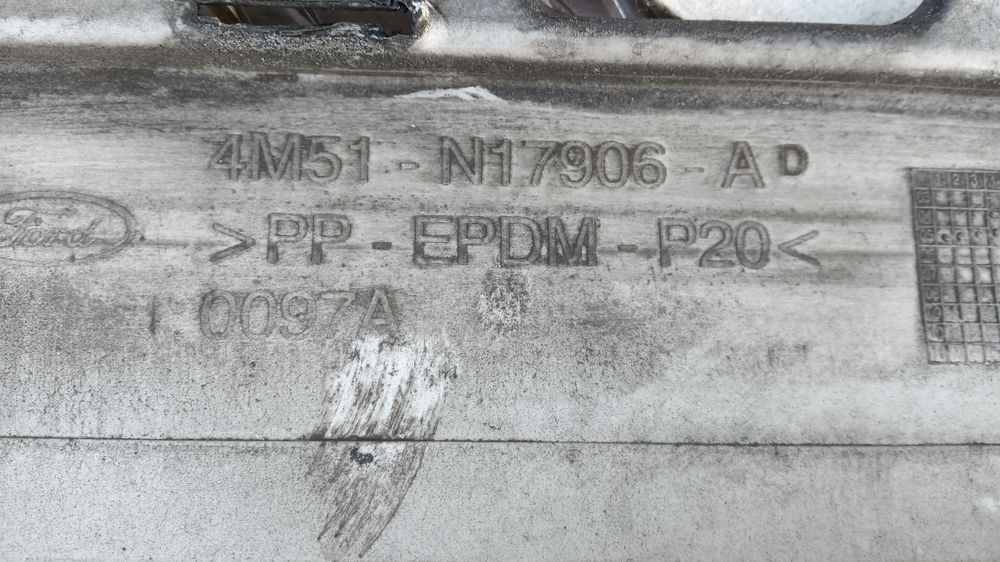 4M51 - N17906 - AD
Ford
>PP - EPDM - P20<
0097A